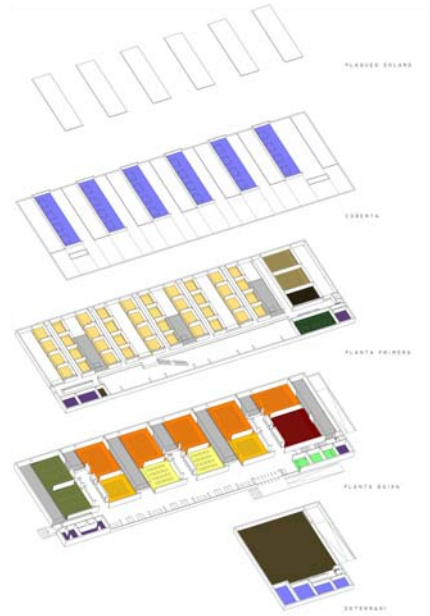 PLAQUES SOLARS
COBERTA
PLANTA PRIMERA
PLANTA BAIXA
SOTERRANI